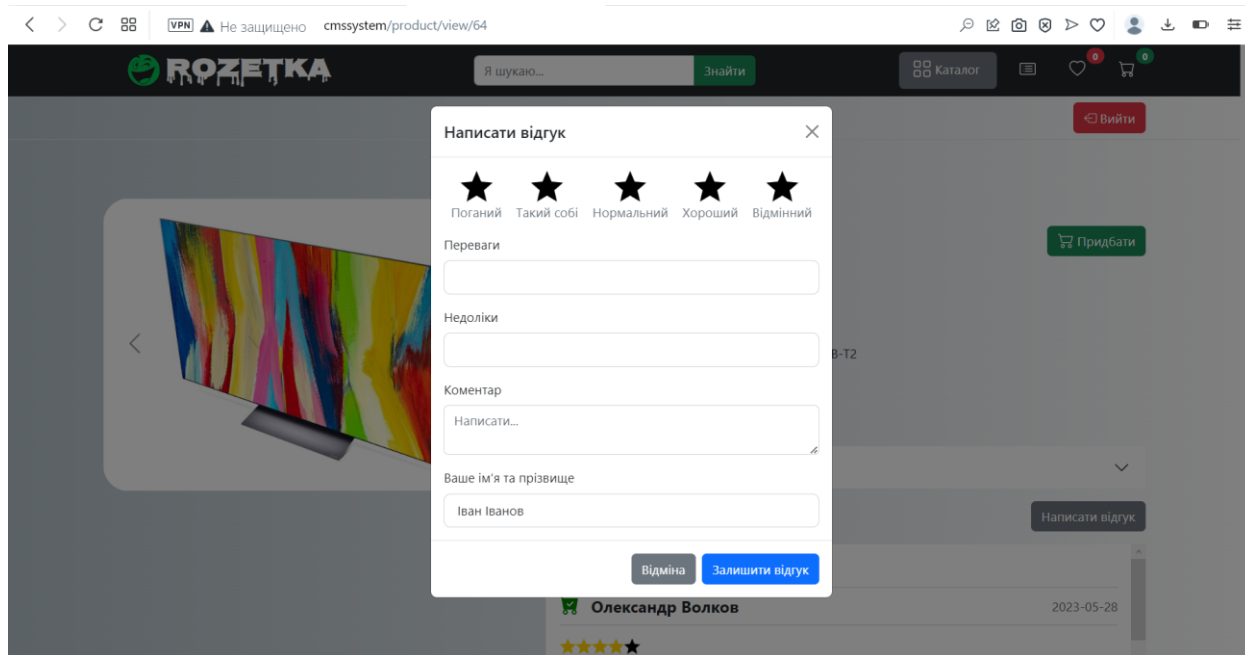 VPN Не защищено cmssystem/product/view/64
ROZETKA Я шукаю... Знайти Каталог 0 0
Вийти
Написати відгук
Поганий Такий собі Нормальний Хороший Відмінний
Переваги
Придбати
Недоліки
B-T2
Коментар
Написати...
Ваше ім'я та прізвище
Іван Іванов
Написати відгук
Відміна Залишити відгук
Олександр Волков 2023-05-28